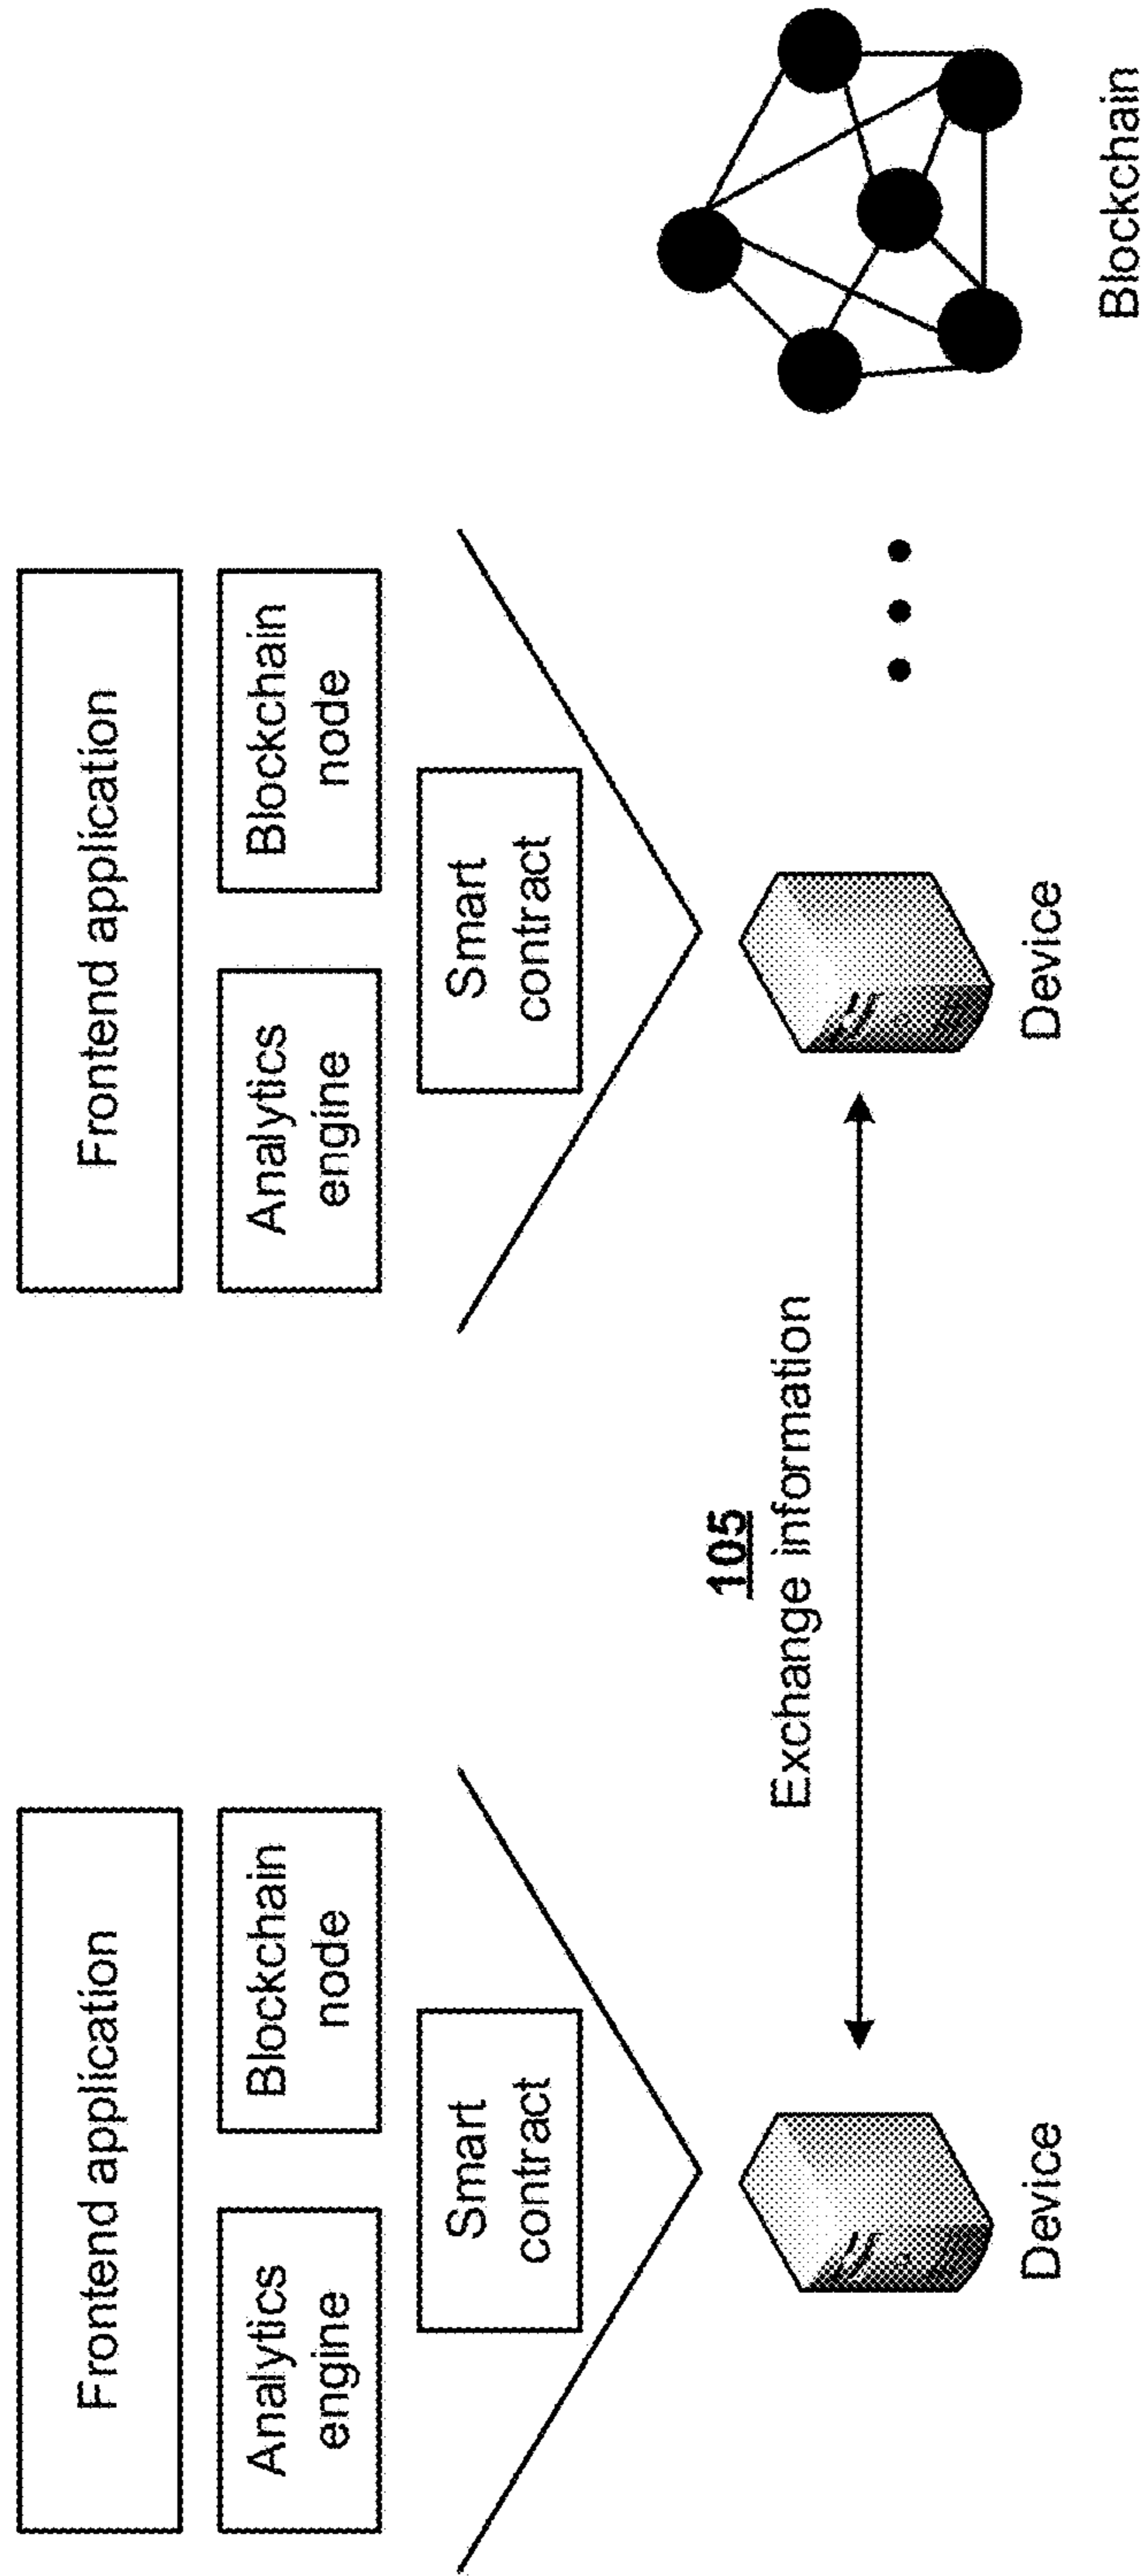 Frontend application
Analytics
engine
Blockchain
node
Smart
contract
Device
105
Exchange information
Frontend application
Analytics
engine
Blockchain
node
Smart
contract
Device
Blockchain